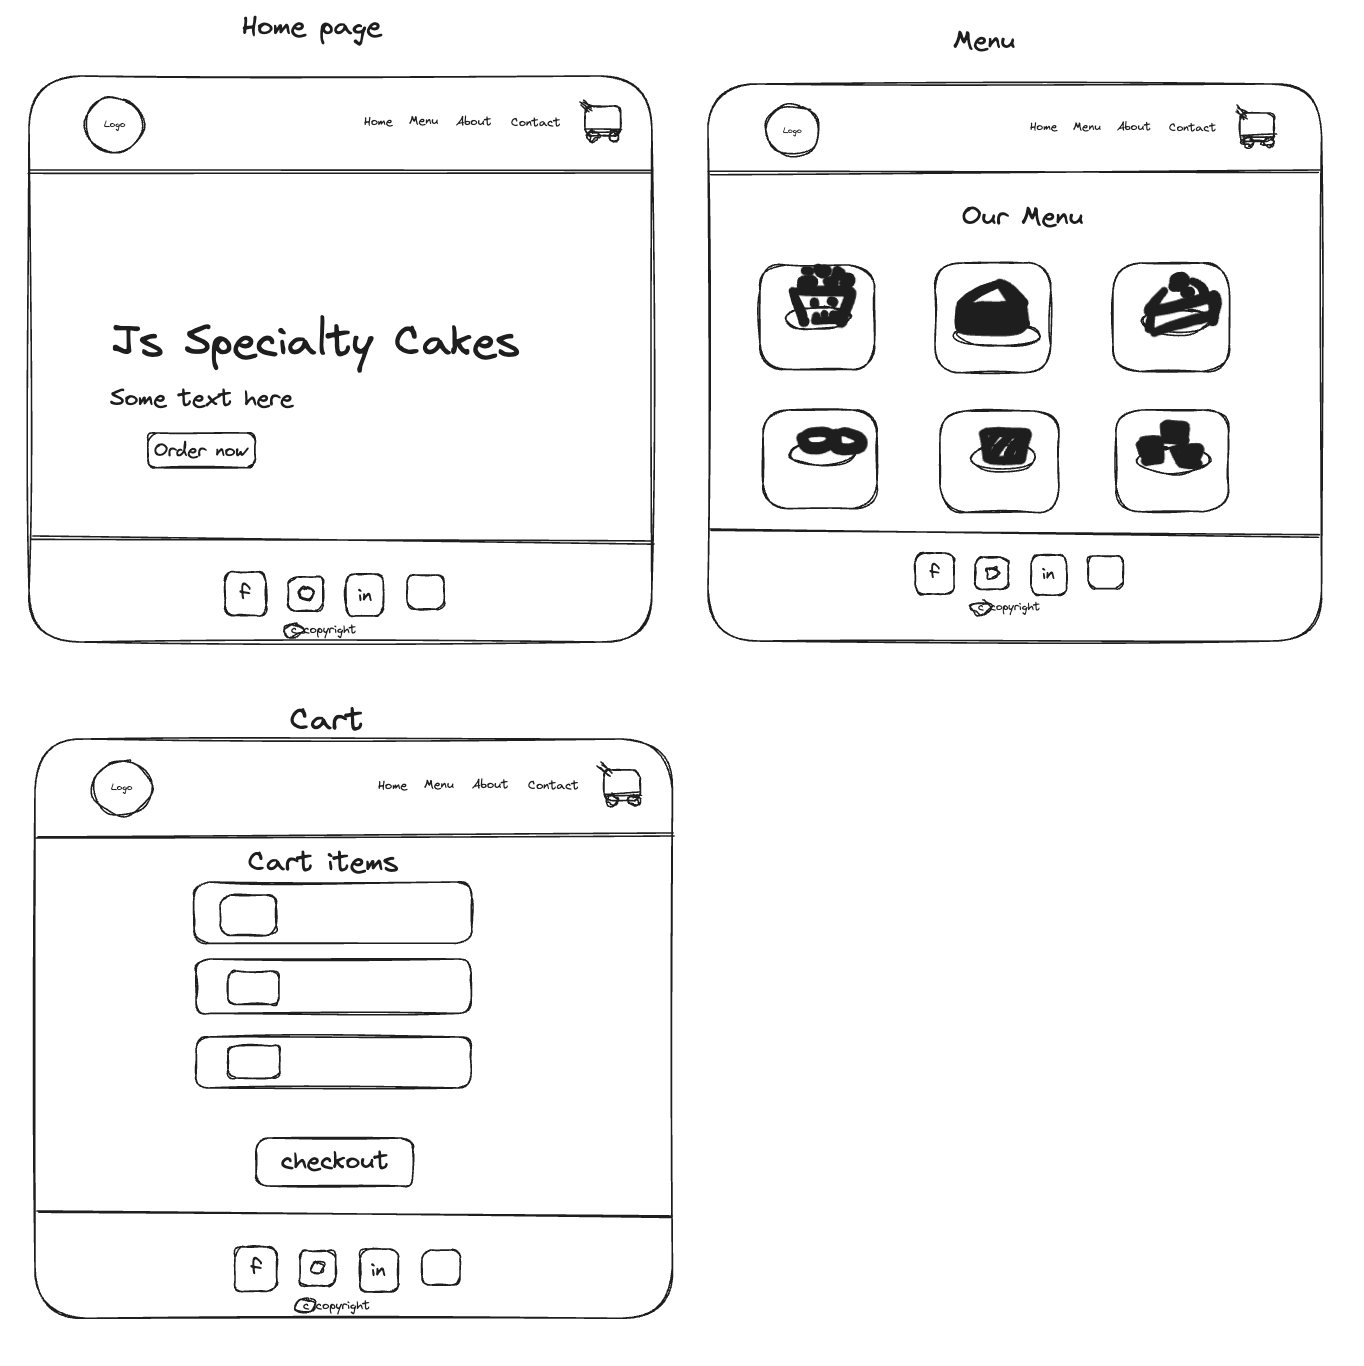 Home page
Logo
Home Menu About Contact
Js Specialty Cakes
Some text here
Order now
f in
c copyright
Menu
Logo
Home Menu About Contact
Our Menu
f in
c copyright
Cart
Logo
Home Menu About Contact
Cart items
checkout
f in
c copyright